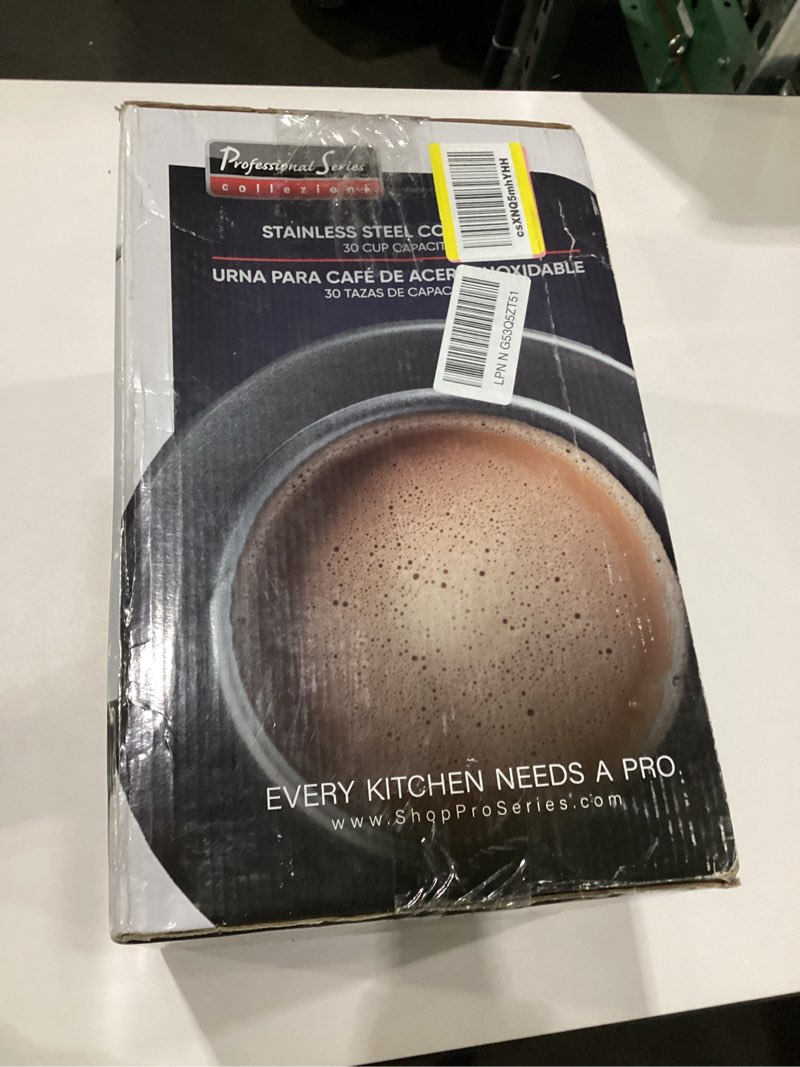 Professional Series
collezioni
STAINLESS STEEL CO
30 CUP CAPACIT
URNA PARA CAFÉ DE ACER INOXIDABLE
30 TAZAS DE CAPAC
csXNQ5mhYHH
LPN N G53Q5ZT51
EVERY KITCHEN NEEDS A PRO.
www.ShopProSeries.com